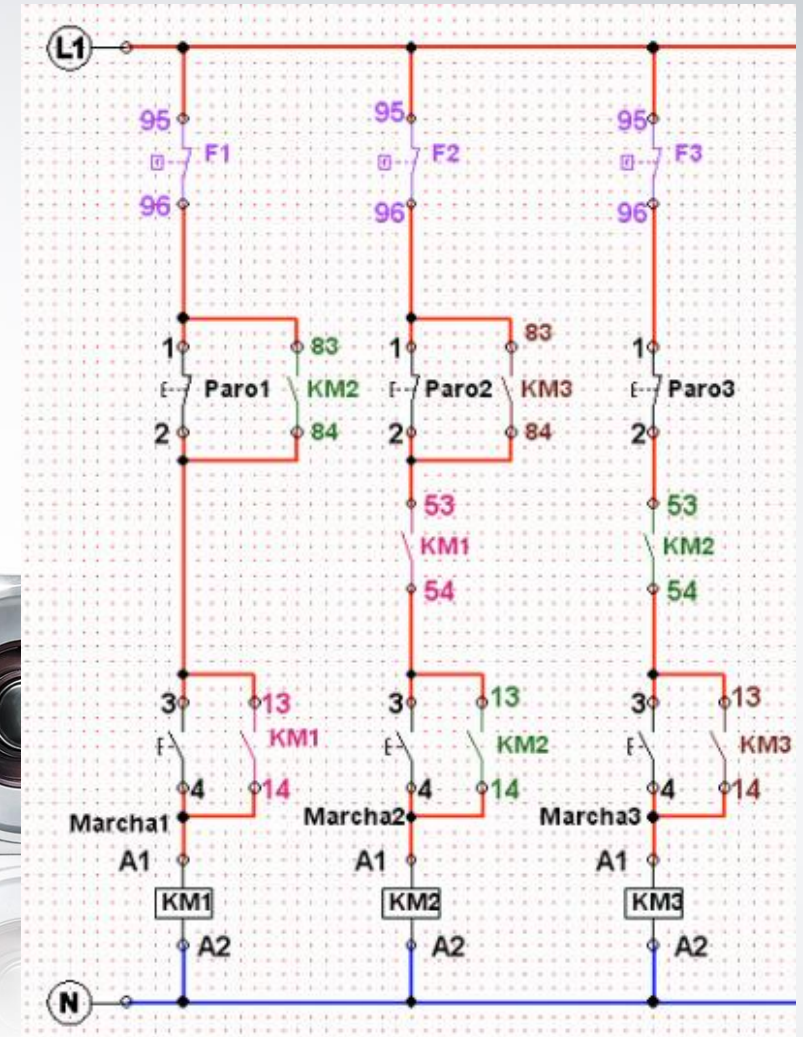 L1
95 95 95
F1 F2 F3
96 96 96
83 83
1 1 1
Paro1 KM2 Paro2 KM3 Paro3
2 84 2 84 2
53 53
KM1 KM2
54 54
3 13 3 13 3 13
KM1 KM2 KM3
4 14 4 14 4 14
Marcha1 Marcha2 Marcha3
A1 A1 A1
KM1 KM2 KM3
A2 A2 A2
N